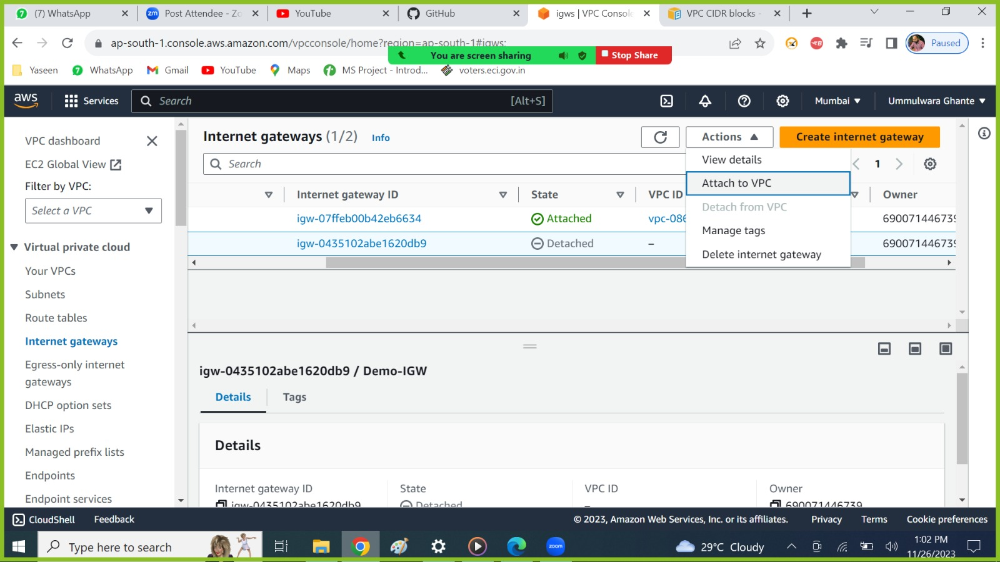 (7) WhatsApp
Post Attendee - Zo
YouTube
GitHub
igws | VPC Console
VPC CIDR blocks -
ap-south-1.console.aws.amazon.com/vpcconsole/home?region=ap-south-1#igws:
Paused
You are screen sharing
Stop Share
Yaseen
WhatsApp
Gmail
YouTube
Maps
MS Project - Introd...
voters.eci.gov.in
aws
Services
Search
[Alt+S]
Mumbai
Ummulwara Ghante
VPC dashboard
EC2 Global View
Filter by VPC:
Select a VPC
Virtual private cloud
Your VPCs
Subnets
Route tables
Internet gateways
Egress-only internet
gateways
DHCP option sets
Elastic IPs
Managed prefix lists
Endpoints
Endpoint services
Internet gateways (1/2) Info
Actions
Create internet gateway
Search
1
View details
Attach to VPC
Detach from VPC
Manage tags
Delete internet gateway
Internet gateway ID
State
VPC ID
Owner
igw-07ffeb00b42eb6634
Attached
vpc-086
690071446739
igw-0435102abe1620db9
Detached
–
690071446739
igw-0435102abe1620db9 / Demo-IGW
Details
Tags
Details
Internet gateway ID
State
VPC ID
Owner
igw-0435102abe1620db9
Detached
–
690071446739
CloudShell
Feedback
© 2023, Amazon Web Services, Inc. or its affiliates.
Privacy
Terms
Cookie preferences
Type here to search
zoom
29°C Cloudy
1:02 PM
11/26/2023